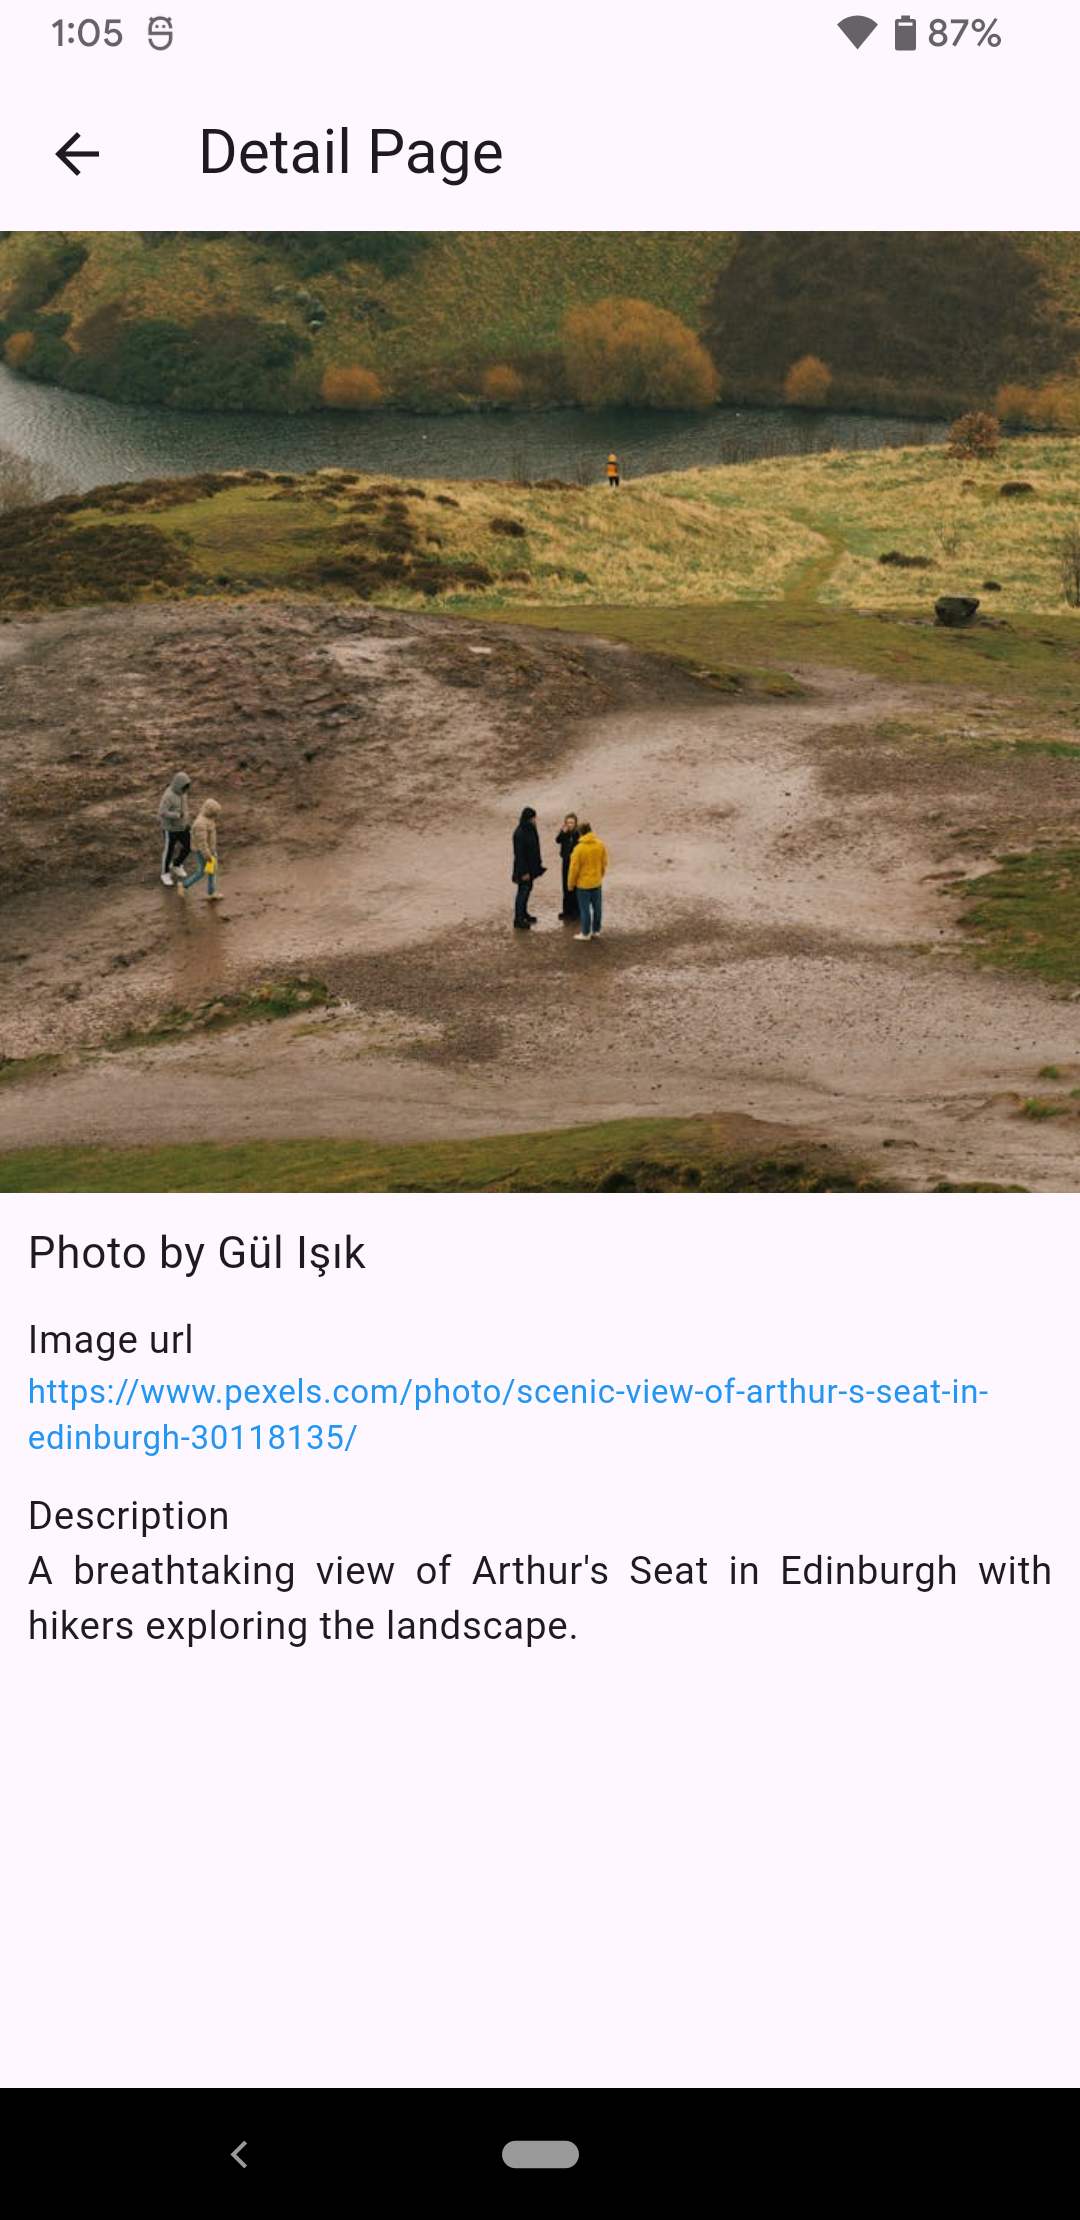 1:05
87%
Detail Page
Photo by Gül Işık
Image url
https://www.pexels.com/photo/scenic-view-of-arthur-s-seat-in-
edinburgh-30118135/
Description
A breathtaking view of Arthur's Seat in Edinburgh with
hikers exploring the landscape.